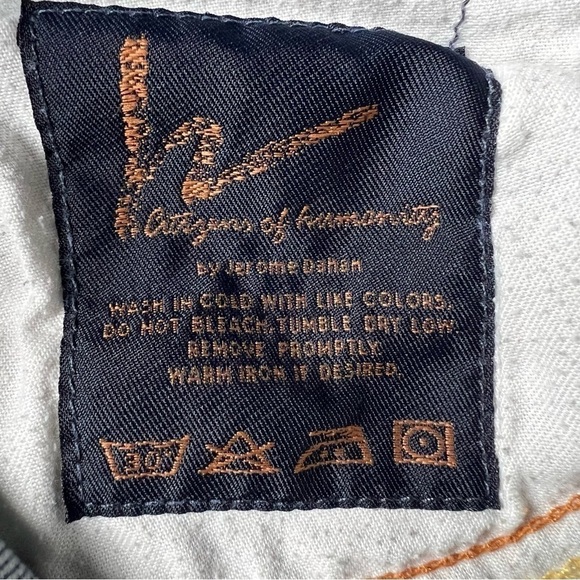 h
Citizens of humanity
by Jerome Dahan
WASH IN COLD WITH LIKE COLORS.
DO NOT BLEACH. TUMBLE DRY LOW.
REMOVE PROMPTLY
WARM IRON IF DESIRED.
30